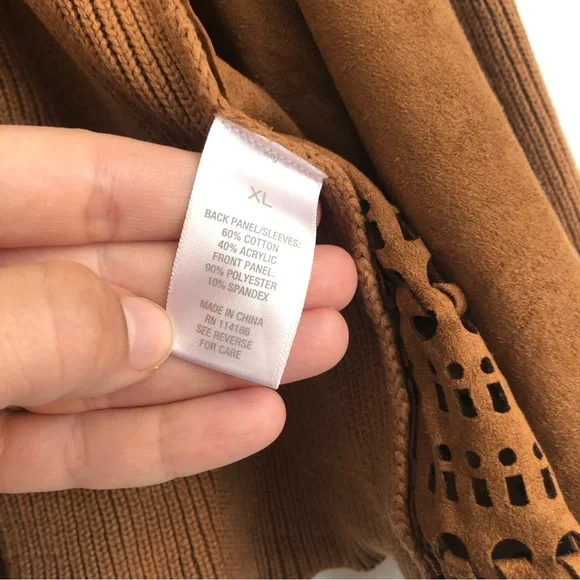 XL
BACK PANEL/SLEEVES:
60% COTTON
40% ACRYLIC
FRONT PANEL:
90% POLYESTER
10% SPANDEX
MADE IN CHINA
RN 114186
SEE REVERSE
FOR CARE